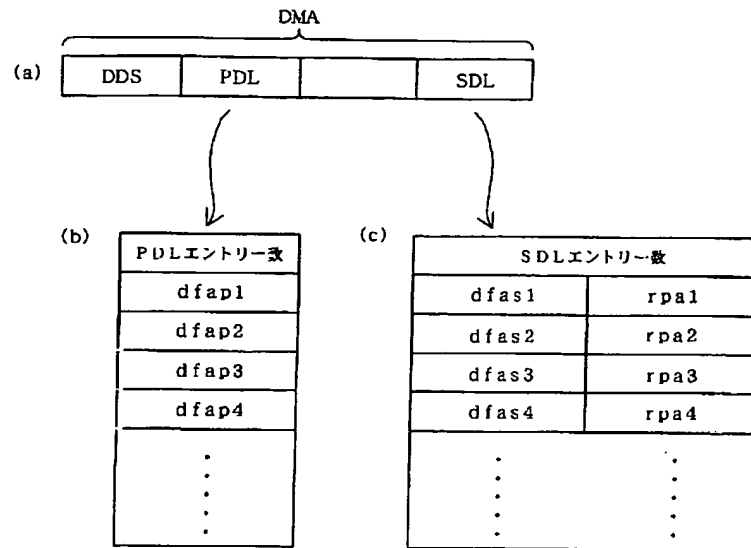 DMA
(a) DDS PDL SDL
(b) PDLエントリー数
dfap1
dfap2
dfap3
dfap4
(c) SDLエントリー数
dfas1 rpa1
dfas2 rpa2
dfas3 rpa3
dfas4 rpa4